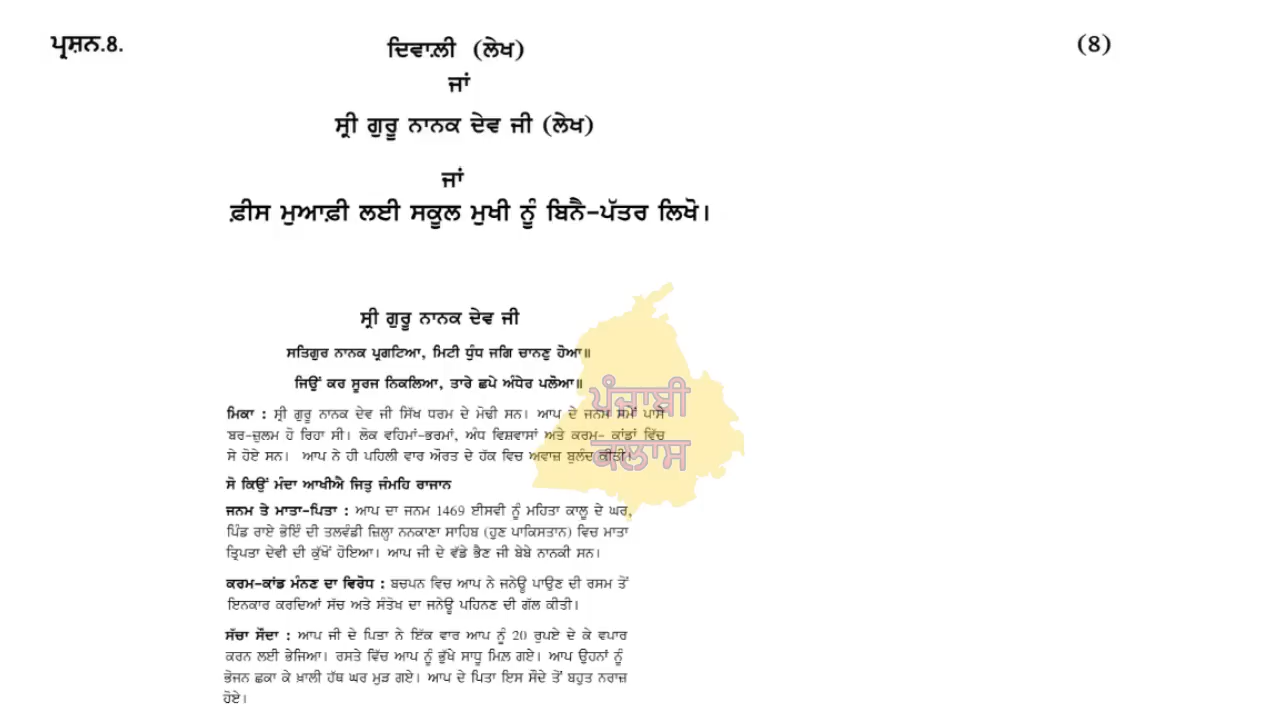 ਪ੍ਰਸ਼ਨ.8.
ਦਿਵਾਲ਼ੀ (ਲੇਖ)
(8)
ਜਾਂ
ਸ੍ਰੀ ਗੁਰੂ ਨਾਨਕ ਦੇਵ ਜੀ (ਲੇਖ)
ਜਾਂ
ਫ਼ੀਸ ਮੁਆਫ਼ੀ ਲਈ ਸਕੂਲ ਮੁਖੀ ਨੂੰ ਬਿਨੈ-ਪੱਤਰ ਲਿਖੋ।
ਸ੍ਰੀ ਗੁਰੂ ਨਾਨਕ ਦੇਵ ਜੀ
ਸਤਿਗੁਰ ਨਾਨਕ ਪ੍ਰਗਟਿਆ, ਮਿਟੀ ਧੁੰਧ ਜਗਿ ਚਾਨਣੁ ਹੋਆ॥
ਜਿਉਂ ਕਰ ਸੂਰਜ ਨਿਕਲਿਆ, ਤਾਰੇ ਛਪੇ ਅੰਧੇਰ ਪਲੋਆ॥
ਮਿਕਾ : ਸ੍ਰੀ ਗੁਰੂ ਨਾਨਕ ਦੇਵ ਜੀ ਸਿੱਖ ਧਰਮ ਦੇ ਮੋਢੀ ਸਨ। ਆਪ ਦੇ ਜਨਮ ਸਮੇਂ ਪਾਸੇ
ਬਰ-ਜ਼ੁਲਮ ਹੋ ਰਿਹਾ ਸੀ। ਲੋਕ ਵਹਿਮਾਂ-ਭਰਮਾਂ, ਅੰਧ ਵਿਸ਼ਵਾਸਾਂ ਅਤੇ ਕਰਮ- ਕਾਂਡਾਂ ਵਿੱਚ
ਸੇ ਹੋਏ ਸਨ। ਆਪ ਨੇ ਹੀ ਪਹਿਲੀ ਵਾਰ ਔਰਤ ਦੇ ਹੱਕ ਵਿਚ ਅਵਾਜ਼ ਬੁਲੰਦ ਕੀਤੀ।
ਪੰਜਾਬੀ
ਕਲਾਸ
ਸੋ ਕਿਉਂ ਮੰਦਾ ਆਖੀਐ ਜਿਤੁ ਜੰਮਹਿ ਰਾਜਾਨ
ਜਨਮ ਤੇ ਮਾਤਾ-ਪਿਤਾ : ਆਪ ਦਾ ਜਨਮ 1469 ਈਸਵੀ ਨੂੰ ਮਹਿਤਾ ਕਾਲੂ ਦੇ ਘਰ,
ਪਿੰਡ ਰਾਏ ਭੋਇੰ ਦੀ ਤਲਵੰਡੀ ਜ਼ਿਲ੍ਹਾ ਨਨਕਾਣਾ ਸਾਹਿਬ (ਹੁਣ ਪਾਕਿਸਤਾਨ) ਵਿਚ ਮਾਤਾ
ਤ੍ਰਿਪਤਾ ਦੇਵੀ ਦੀ ਕੁੱਖੋਂ ਹੋਇਆ। ਆਪ ਜੀ ਦੇ ਵੱਡੇ ਭੈਣ ਜੀ ਬੇਬੇ ਨਾਨਕੀ ਸਨ।
ਕਰਮ-ਕਾਂਡ ਮੰਨਣ ਦਾ ਵਿਰੋਧ : ਬਚਪਨ ਵਿਚ ਆਪ ਨੇ ਜਨੇਊ ਪਾਉਣ ਦੀ ਰਸਮ ਤੋਂ
ਇਨਕਾਰ ਕਰਦਿਆਂ ਸੱਚ ਅਤੇ ਸੰਤੋਖ ਦਾ ਜਨੇਊ ਪਹਿਨਣ ਦੀ ਗੱਲ ਕੀਤੀ।
ਸੱਚਾ ਸੌਦਾ : ਆਪ ਜੀ ਦੇ ਪਿਤਾ ਨੇ ਇੱਕ ਵਾਰ ਆਪ ਨੂੰ 20 ਰੁਪਏ ਦੇ ਕੇ ਵਪਾਰ
ਕਰਨ ਲਈ ਭੇਜਿਆ। ਰਸਤੇ ਵਿੱਚ ਆਪ ਨੂੰ ਭੁੱਖੇ ਸਾਧੂ ਮਿਲ਼ ਗਏ। ਆਪ ਉਹਨਾਂ ਨੂੰ
ਭੋਜਨ ਛਕਾ ਕੇ ਖ਼ਾਲੀ ਹੱਥ ਘਰ ਮੁੜ ਗਏ। ਆਪ ਦੇ ਪਿਤਾ ਇਸ ਸੌਦੇ ਤੋਂ ਬਹੁਤ ਨਰਾਜ਼
ਹੋਏ।